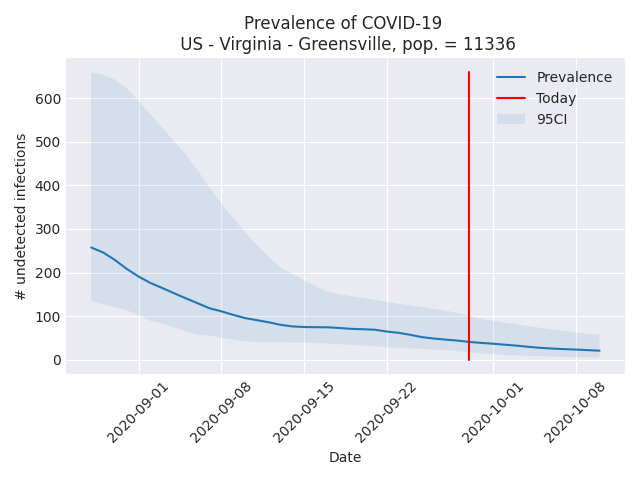 Prevalence of COVID-19
US - Virginia - Greensville, pop. = 11336
Prevalence
Today
95CI
# undetected infections
600
500
400
300
200
100
0
2020-09-01
2020-09-08
2020-09-15
2020-09-22
2020-10-01
2020-10-08
Date